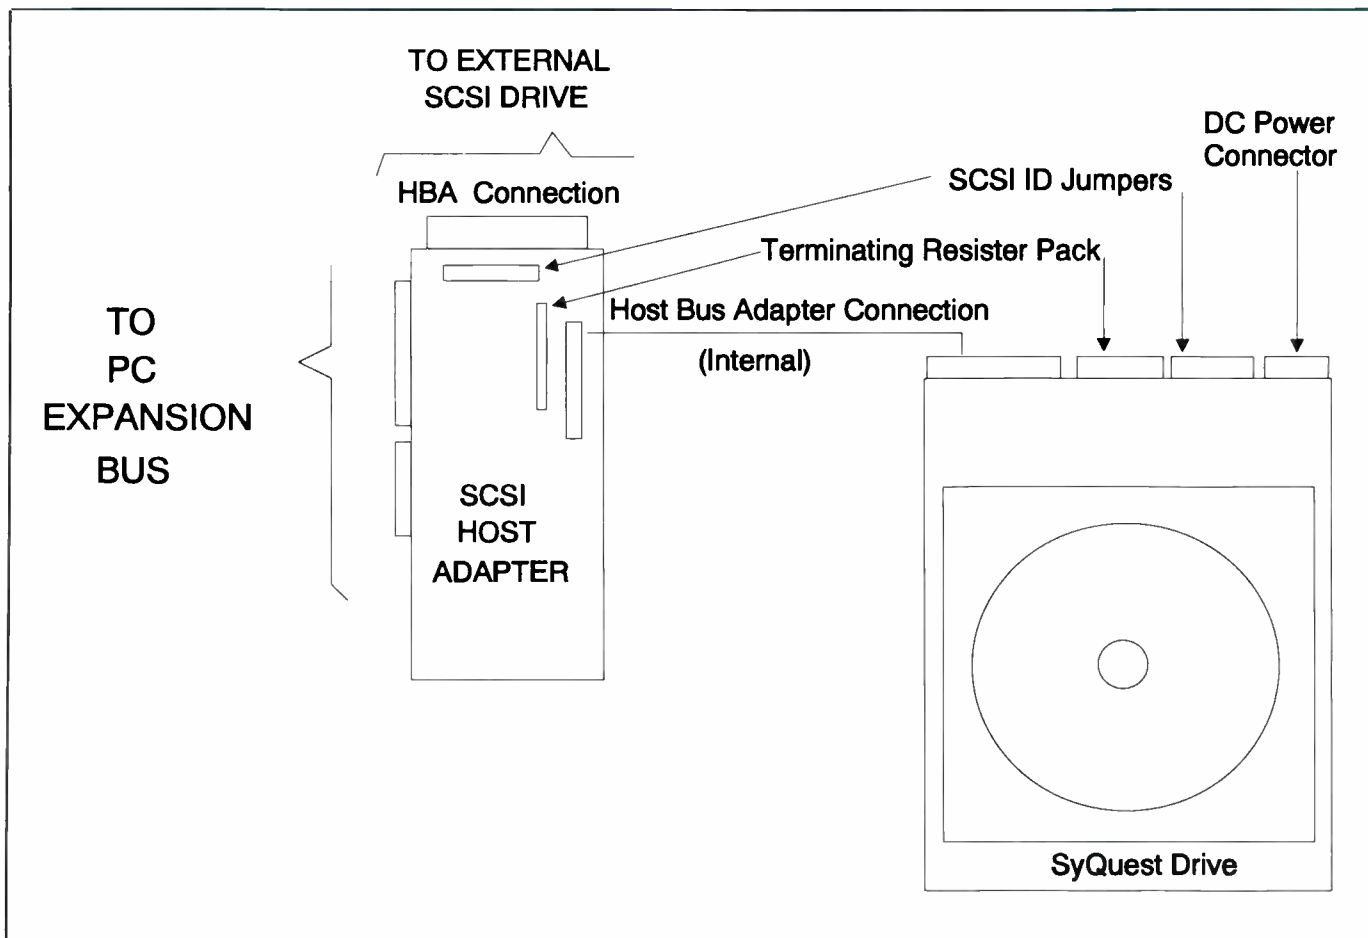 TO EXTERNAL
SCSI DRIVE
DC Power
Connector
SCSI ID Jumpers
HBA Connection
Terminating Resister Pack
Host Bus Adapter Connection
(Internal)
TO
PC
EXPANSION
BUS
SCSI
HOST
ADAPTER
SyQuest Drive